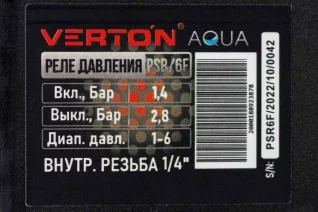 VERTON AQUA
РЕЛЕ ДАВЛЕНИЯ PSR/6F
Вкл., Бар 1,4
Выкл., Бар 2,8
Диап. давл. 1-6
ВНУТР. РЕЗЬБА 1/4"
2000180923878
S/N: PSR6F/2022/10/0042